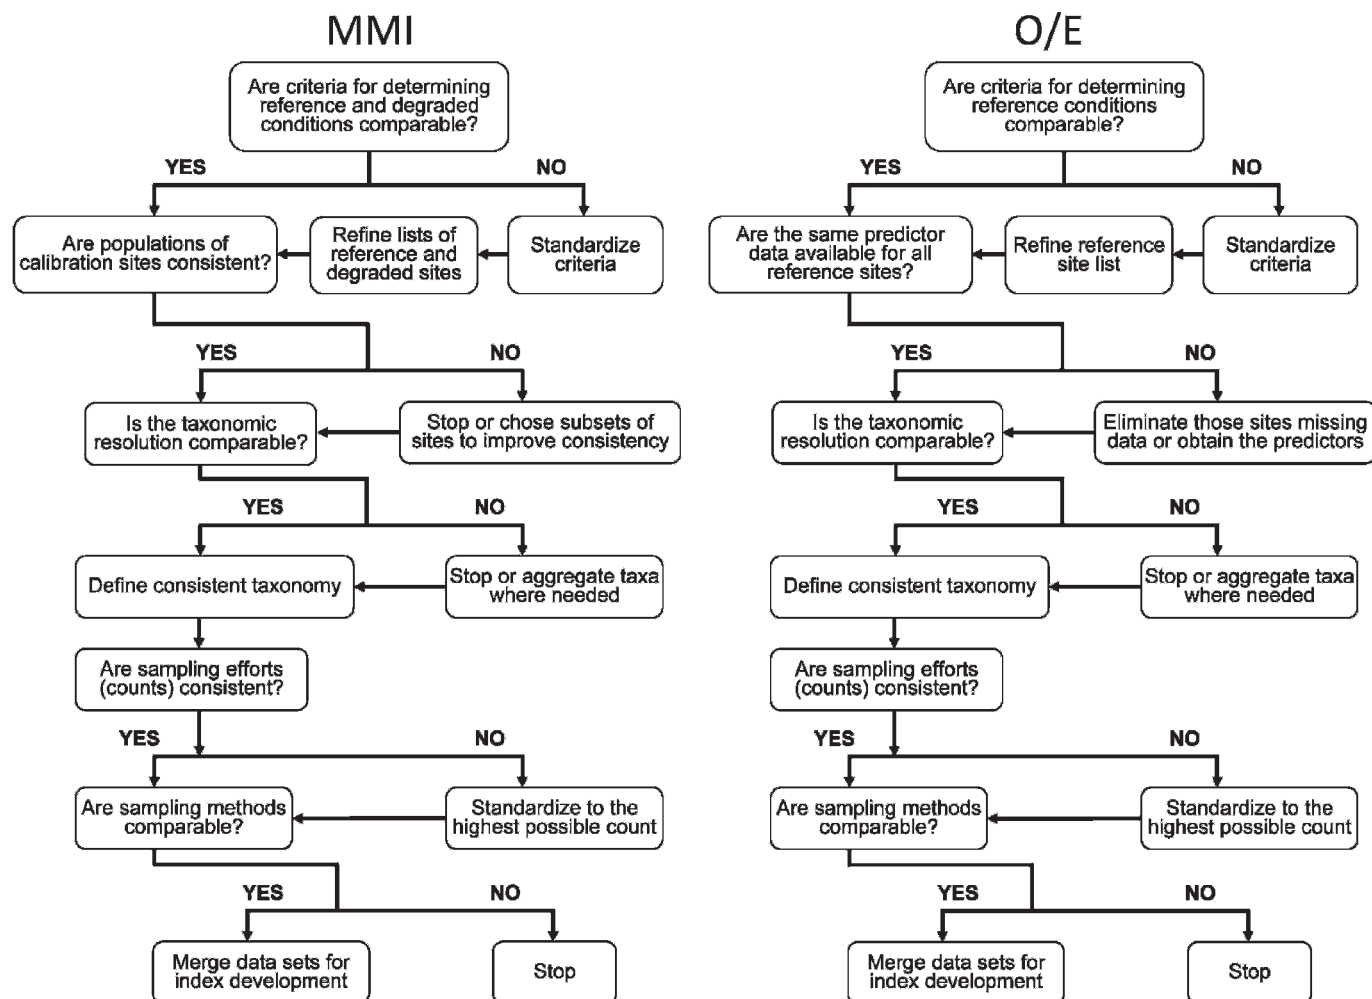 MMI
Are criteria for determining
reference and degraded
conditions comparable?
YES
NO
Are populations of
calibration sites consistent?
Refine lists of
reference and
degraded sites
Standardize
criteria
YES
NO
Is the taxonomic
resolution comparable?
Stop or chose subsets of
sites to improve consistency
YES
NO
Define consistent taxonomy
Stop or aggregate taxa
where needed
Are sampling efforts
(counts) consistent?
YES
NO
Are sampling methods
comparable?
Standardize to the
highest possible count
YES
NO
Merge data sets for
index development
Stop
O/E
Are criteria for determining
reference conditions
comparable?
YES
NO
Are the same predictor
data available for all
reference sites?
Refine reference
site list
Standardize
criteria
YES
NO
Is the taxonomic
resolution comparable?
Eliminate those sites missing
data or obtain the predictors
YES
NO
Define consistent taxonomy
Stop or aggregate taxa
where needed
Are sampling efforts
(counts) consistent?
YES
NO
Are sampling methods
comparable?
Standardize to the
highest possible count
YES
NO
Merge data sets for
index development
Stop